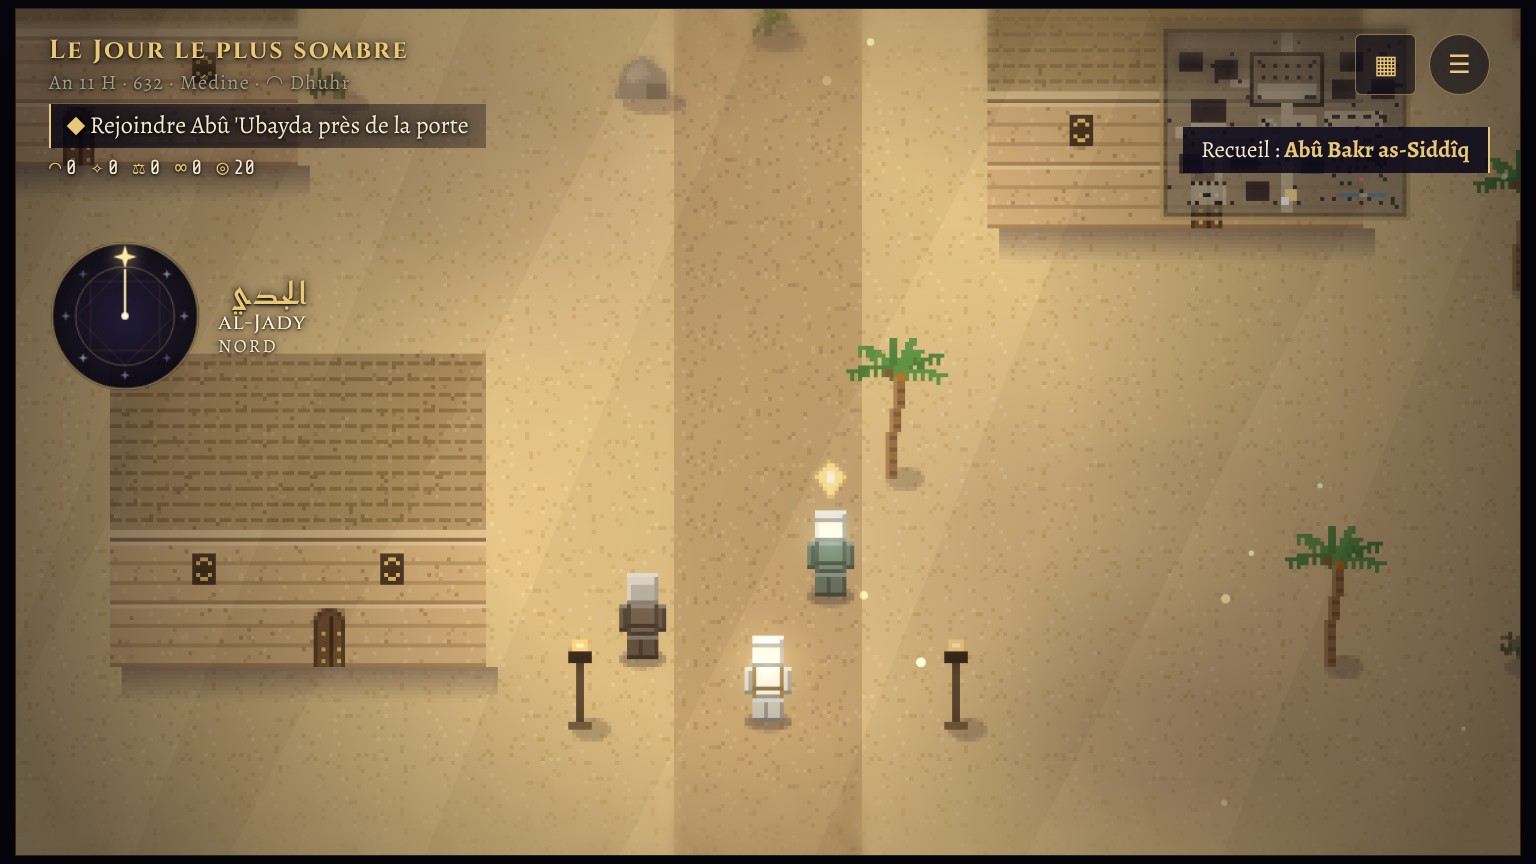 Le Jour le plus sombre
An 11 H · 632 · Médine · ◠ Dhuhr
◆ Rejoindre Abû 'Ubayda près de la porte
◠ 0 ✧ 0 ⚖ 0 ∞ 0 ◎ 20
Recueil : Abû Bakr as-Siddîq
الجدي
AL-JADY
NORD